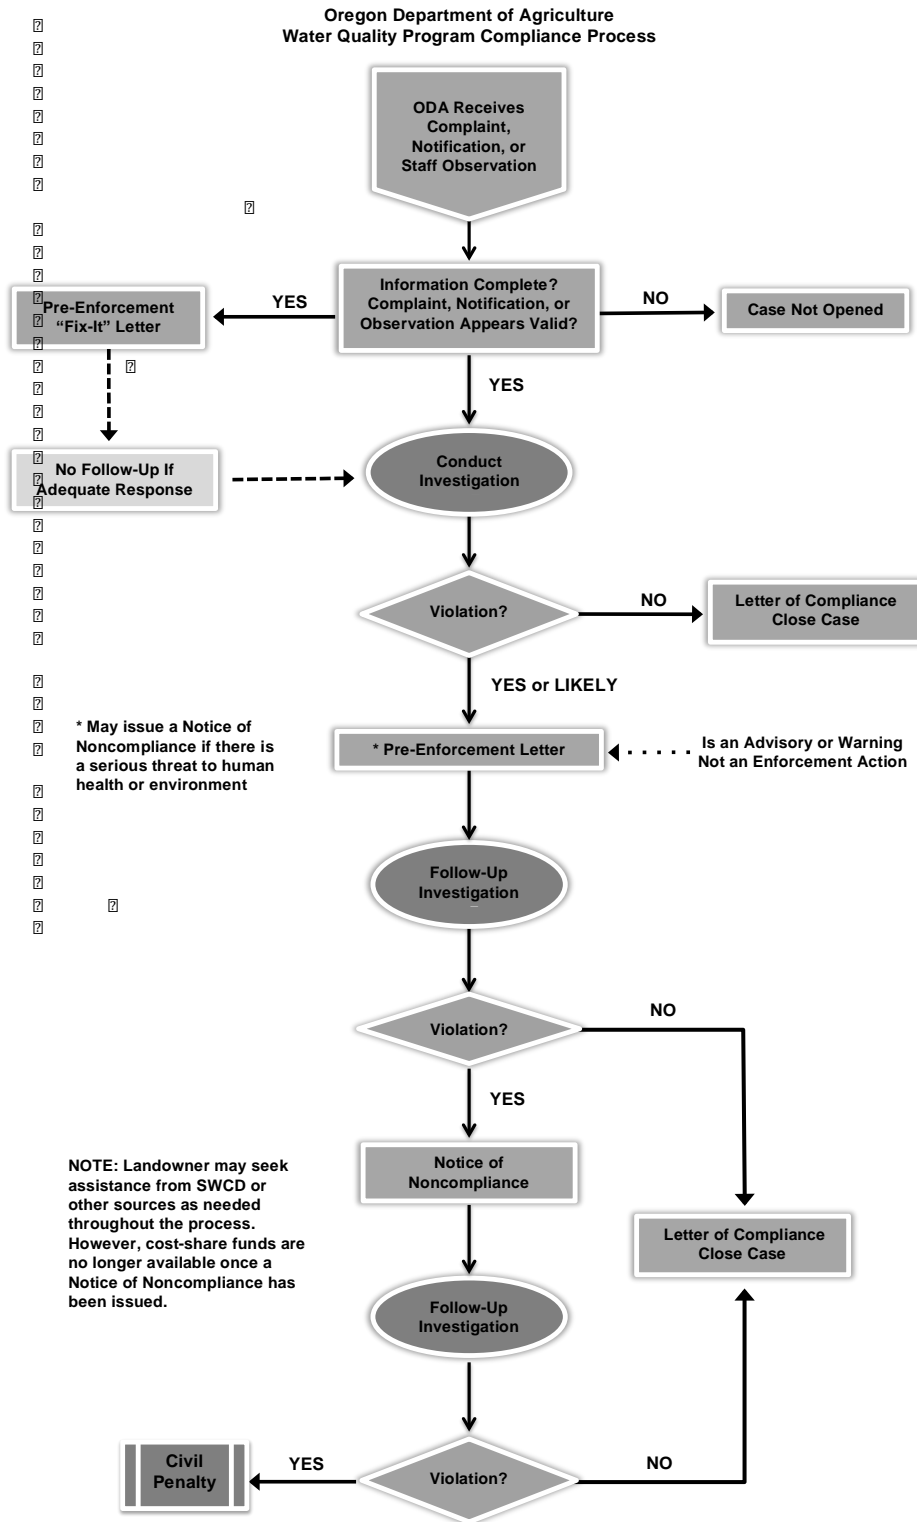 Oregon Department of Agriculture
Water Quality Program Compliance Process
ODA Receives
Complaint,
Notification, or
Staff Observation
Information Complete?
Complaint, Notification, or
Observation Appears Valid?
YES
NO
Pre-Enforcement
“Fix-It” Letter
Case Not Opened
YES
No Follow-Up If
Adequate Response
Conduct
Investigation
Violation?
NO
Letter of Compliance
Close Case
YES or LIKELY
* May issue a Notice of
Noncompliance if there is
a serious threat to human
health or environment
* Pre-Enforcement Letter
Is an Advisory or Warning
Not an Enforcement Action
Follow-Up
Investigation
Violation?
NO
YES
Notice of
Noncompliance
NOTE: Landowner may seek
assistance from SWCD or
other sources as needed
throughout the process.
However, cost-share funds are
no longer available once a
Notice of Noncompliance has
been issued.
Letter of Compliance
Close Case
Follow-Up
Investigation
Civil
Penalty
YES
Violation?
NO